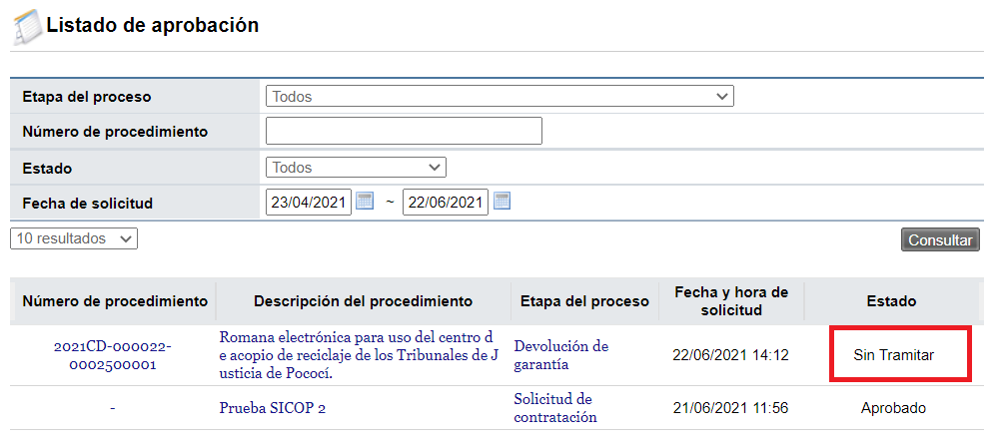 Listado de aprobación
Etapa del proceso
Todos
Número de procedimiento
Estado
Todos
Fecha de solicitud
23/04/2021 ~ 22/06/2021
10 resultados
Consultar
Número de procedimiento
Descripción del procedimiento
Etapa del proceso
Fecha y hora de
solicitud
Estado
2021CD-000022-
0002500001
Romana electrónica para uso del centro d
e acopio de reciclaje de los Tribunales de J
usticia de Pococí.
Devolución de
garantía
22/06/2021 14:12
Sin Tramitar
-
Prueba SICOP 2
Solicitud de
contratación
21/06/2021 11:56
Aprobado